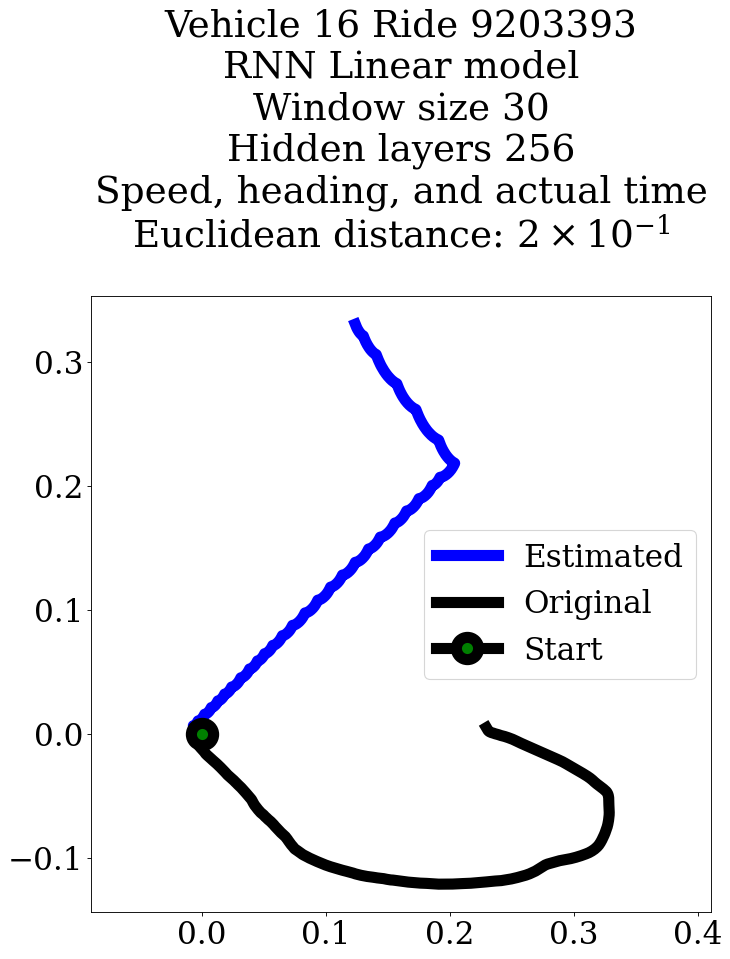 Vehicle 16 Ride 9203393
RNN Linear model
Window size 30
Hidden layers 256
Speed, heading, and actual time
Euclidean distance: 2 × 10⁻¹
0.3
0.2
0.1
0.0
−0.1
Estimated
Original
Start
0.0 0.1 0.2 0.3 0.4